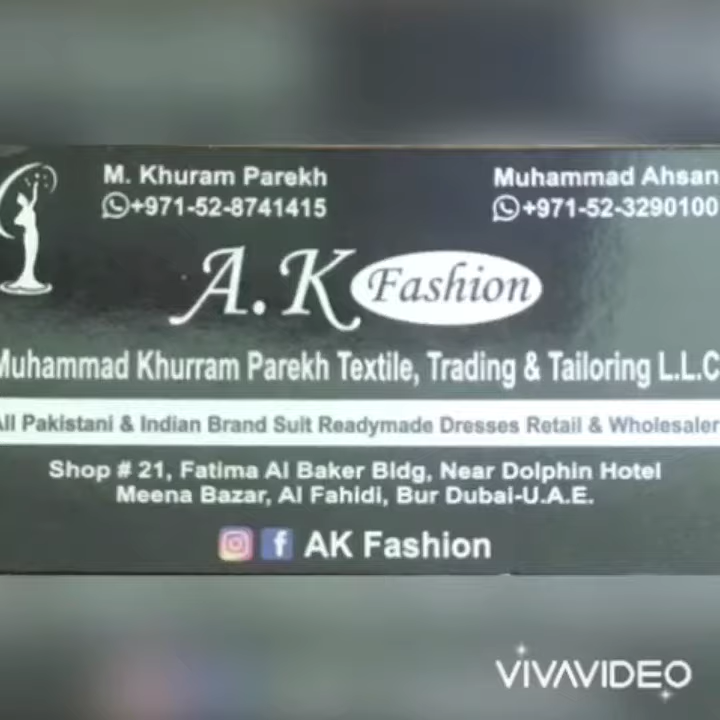 M. Khuram Parekh
+971-52-8741415
Muhammad Ahsan
+971-52-3290100
A.K Fashion
Muhammad Khurram Parekh Textile, Trading & Tailoring L.L.C
All Pakistani & Indian Brand Suit Readymade Dresses Retail & Wholesaler
Shop # 21, Fatima Al Baker Bldg, Near Dolphin Hotel
Meena Bazar, Al Fahidi, Bur Dubai-U.A.E.
AK Fashion
VIVAVIDEO